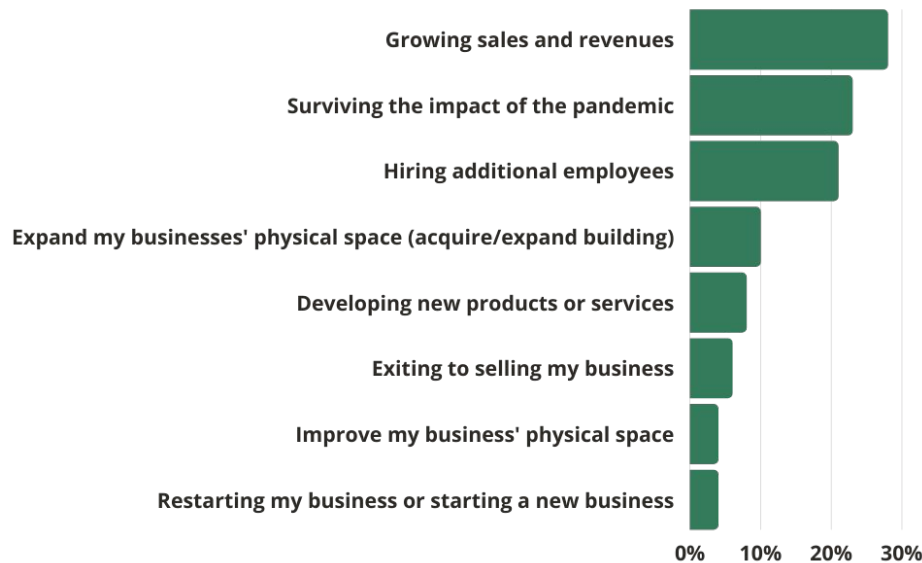 Growing sales and revenues
Surviving the impact of the pandemic
Hiring additional employees
Expand my businesses' physical space (acquire/expand building)
Developing new products or services
Exiting to selling my business
Improve my business' physical space
Restarting my business or starting a new business
0% 10% 20% 30%